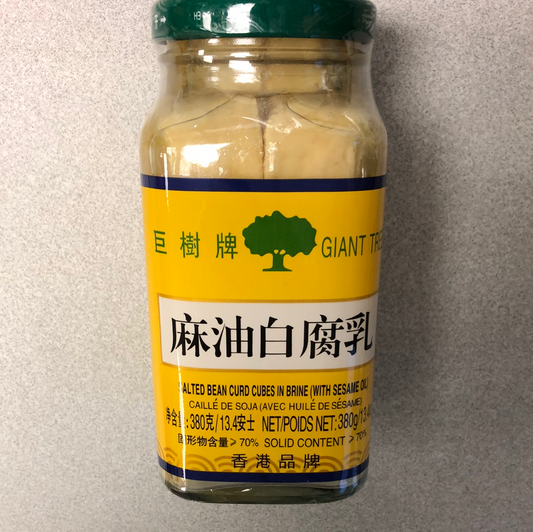 巨樹牌 GIANT TREE
麻油白腐乳
SALTED BEAN CURD CUBES IN BRINE (WITH SESAME OIL)
CAILLÉ DE SOJA (AVEC HUILE DE SÉSAME)
净含量: 380克 / 13.4安士 NET/POIDS NET: 380g/13.4
固形物含量 ≥ 70% SOLID CONTENT ≥ 70%
香港品牌